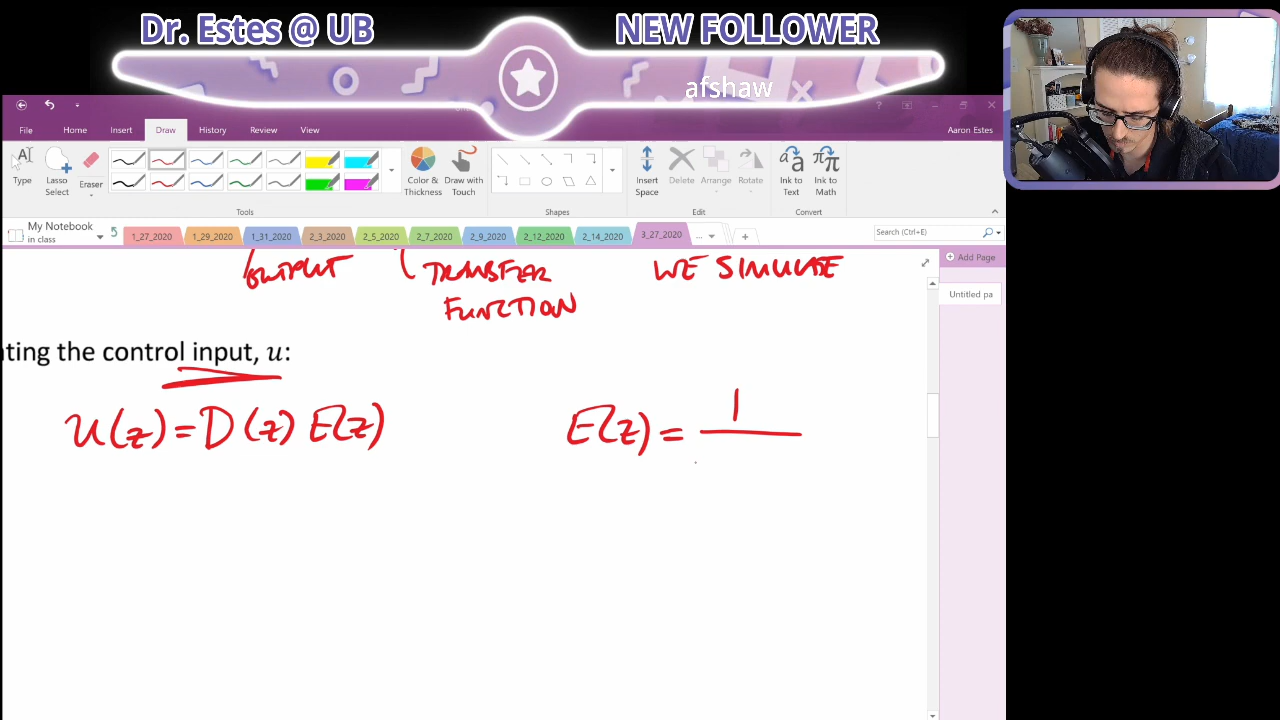 Dr. Estes @ UB
NEW FOLLOWER
afshaw
Aaron Estes
File Home Insert Draw History Review View
Type
Lasso Select
Eraser
Color & Thickness
Draw with Touch
Insert Space
Delete
Arrange
Rotate
Ink to Text
Ink to Math
Tools
Shapes
Edit
Convert
My Notebook
in class
1_27_2020 1_29_2020 1_31_2020 2_3_2020 2_5_2020 2_7_2020 2_9_2020 2_12_2020 2_14_2020 3_27_2020 ...
Search (Ctrl+E)
Add Page
Untitled pa
OUTPUT
TRANSFER
FUNCTION
WE SIMULATE
ting the control input, u:
U(z) = D(z) E(z)
E(z) = 1